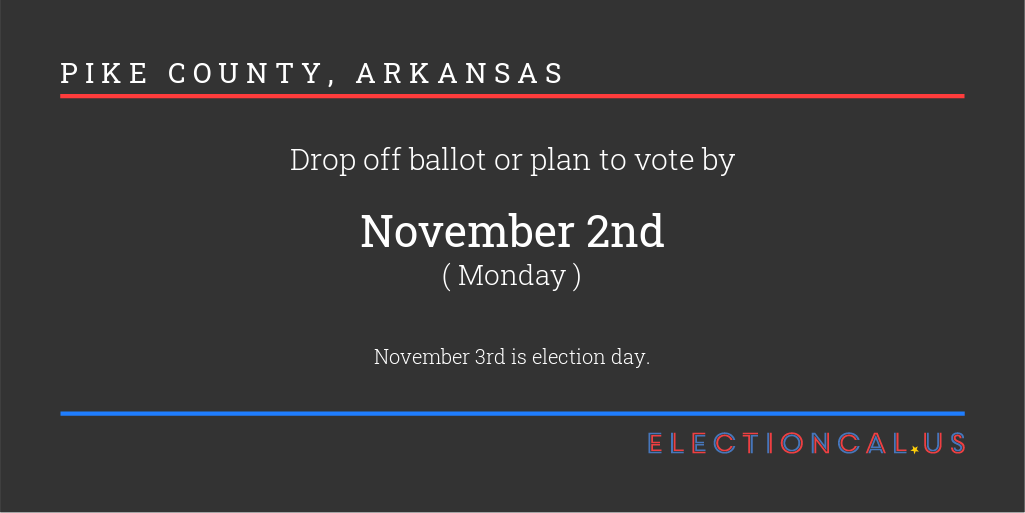 PIKE COUNTY, ARKANSAS
Drop off ballot or plan to vote by
November 2nd
( Monday )
November 3rd is election day.
ELECTIONCAL.US